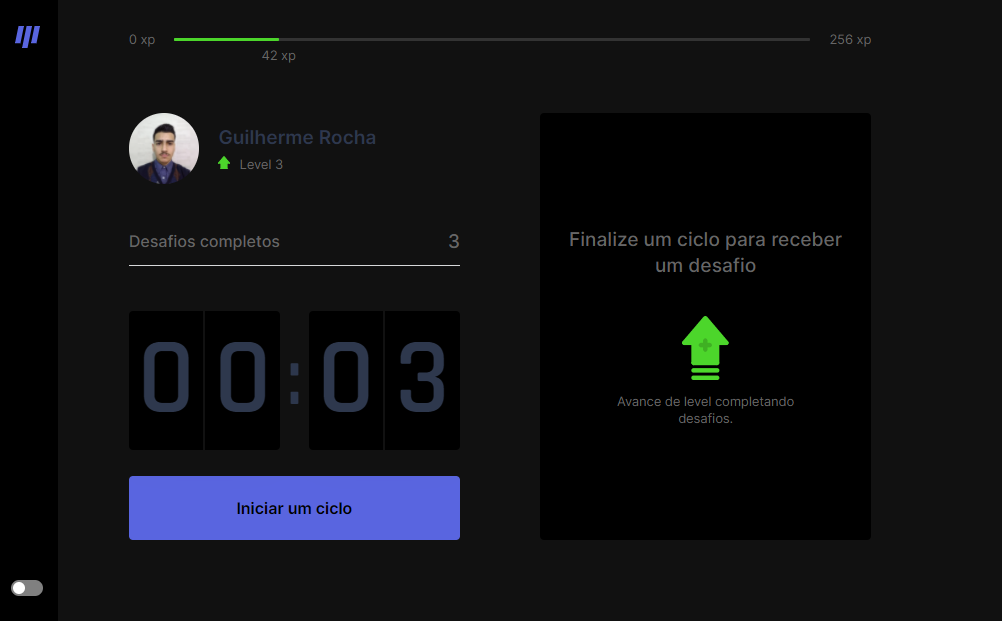 0 xp
42 xp
256 xp
Guilherme Rocha
Level 3
Desafios completos 3
00:03
Iniciar um ciclo
Finalize um ciclo para receber
um desafio
Avance de level completando
desafios.